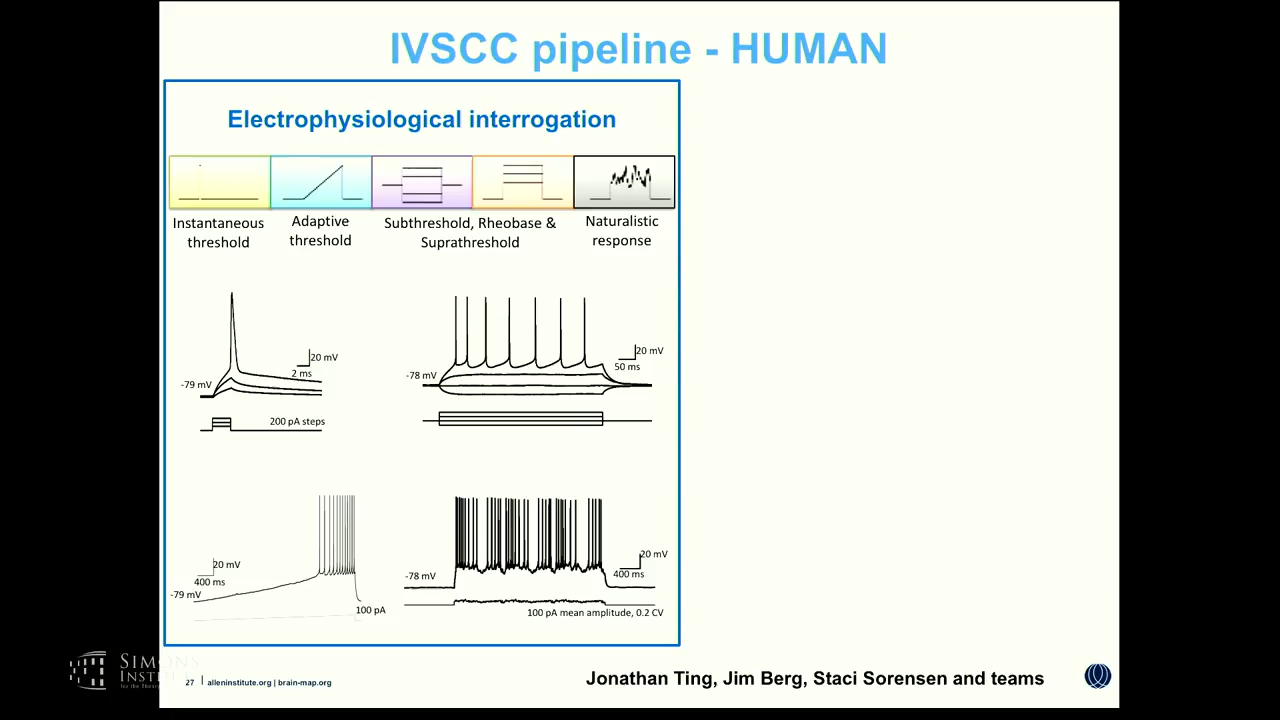 IVSCC pipeline - HUMAN
Electrophysiological interrogation
Instantaneous
threshold
Adaptive
threshold
Subthreshold, Rheobase &
Suprathreshold
Naturalistic
response
20 mV
2 ms
-79 mV
200 pA steps
20 mV
50 ms
-78 mV
20 mV
400 ms
-79 mV
100 pA
20 mV
400 ms
-78 mV
100 pA mean amplitude, 0.2 CV
Simons
Institute
27 | alleninstitute.org | brain-map.org
Jonathan Ting, Jim Berg, Staci Sorensen and teams